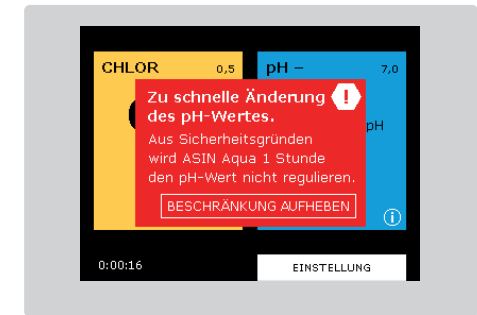 CHLOR 0,5 pH – 7,0
Zu schnelle Änderung !
des pH-Wertes.
pH
Aus Sicherheitsgründen
wird ASIN Aqua 1 Stunde
den pH-Wert nicht regulieren.
BESCHRÄNKUNG AUFHEBEN
i
0:00:16 EINSTELLUNG